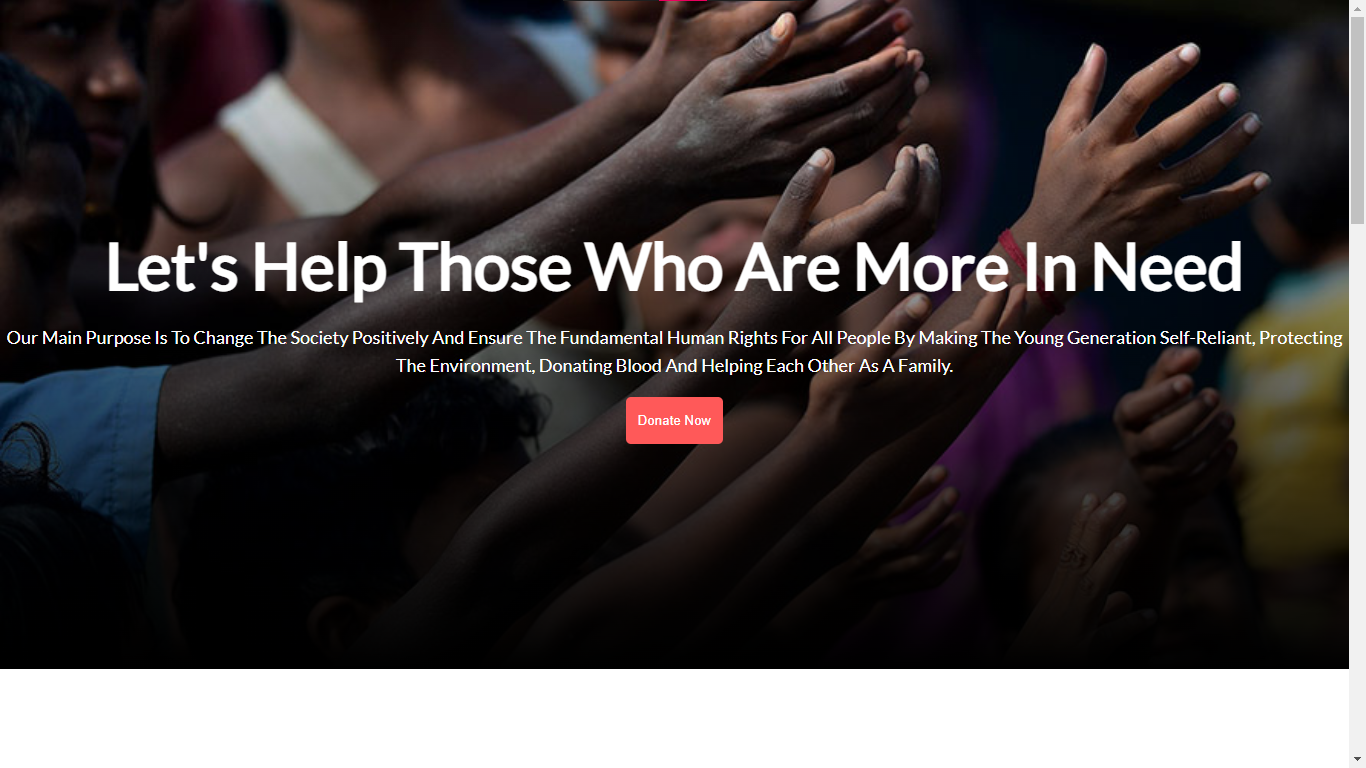 Let's Help Those Who Are More In Need
Our Main Purpose Is To Change The Society Positively And Ensure The Fundamental Human Rights For All People By Making The Young Generation Self-Reliant, Protecting
The Environment, Donating Blood And Helping Each Other As A Family.
Donate Now